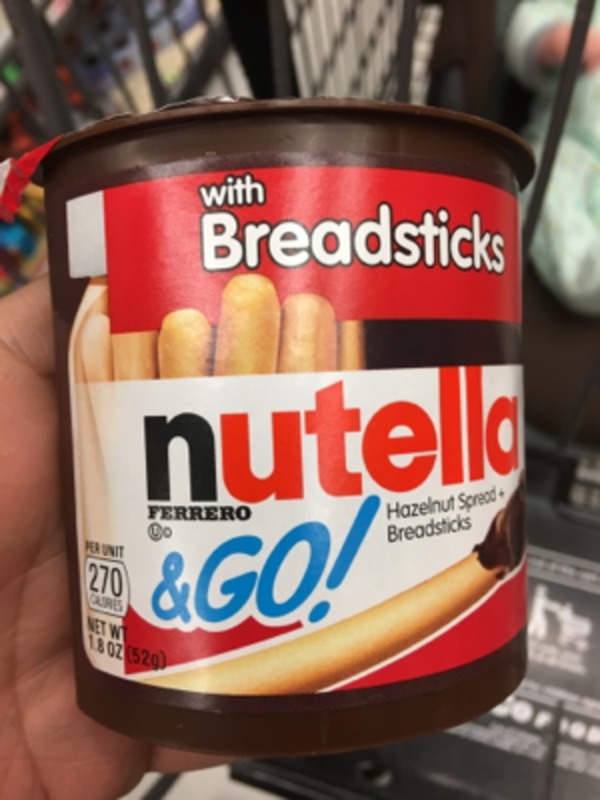 with
Breadsticks
nutella
FERRERO
Hazelnut Spread +
Breadsticks
&GO!
PER UNIT
270
CALORIES
NET WT
1.8 OZ (52g)